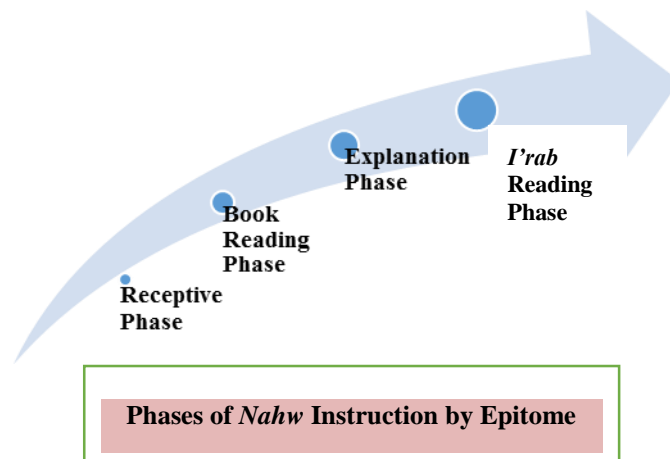 Receptive
Phase
Book
Reading
Phase
Explanation
Phase
I’rab
Reading
Phase
Phases of Nahw Instruction by Epitome